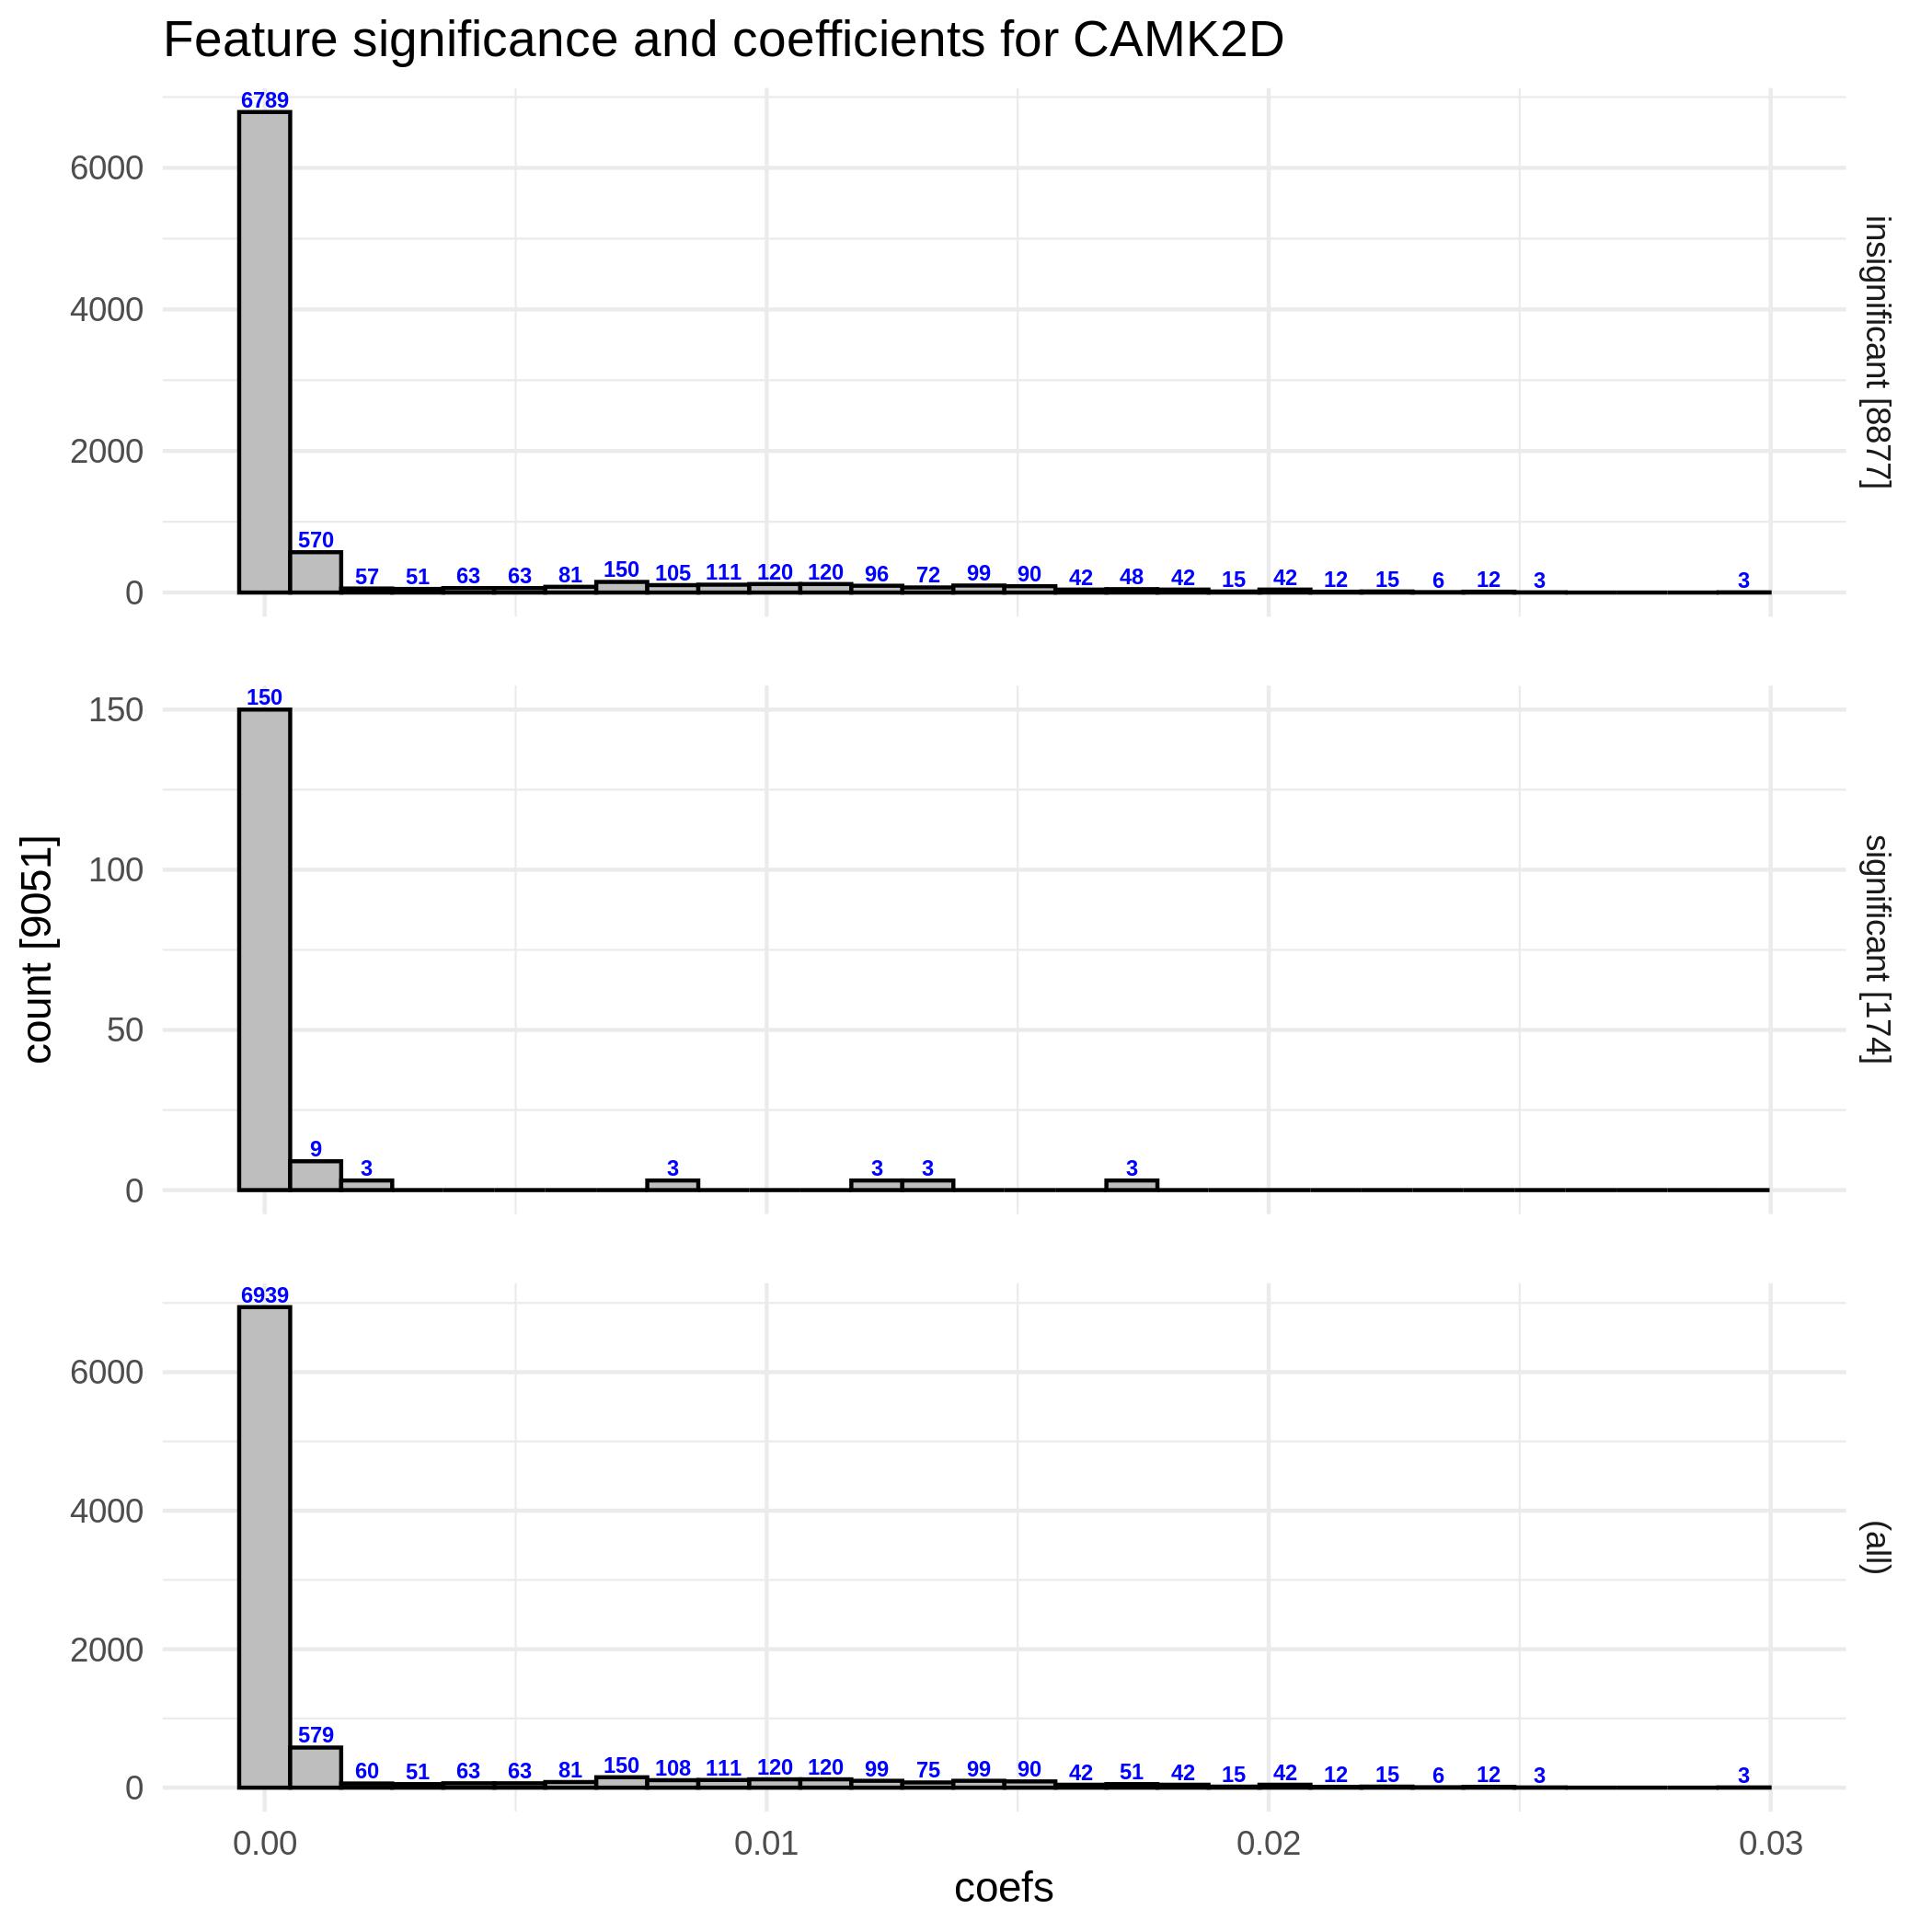 Feature significance and coefficients for CAMK2D
6789
6000
4000
2000
0
570 57 51 63 63 81 150 105 111 120 120 96 72 99 90 42 48 42 15 42 12 15 6 12 3 3
insignificant [8877]
150
150
100
50
0
9 3 3 3 3 3
significant [174]
count [9051]
6939
6000
4000
2000
0
579 60 51 63 63 81 150 108 111 120 120 99 75 99 90 42 51 42 15 42 12 15 6 12 3 3
(all)
0.00 0.01 0.02 0.03
coefs